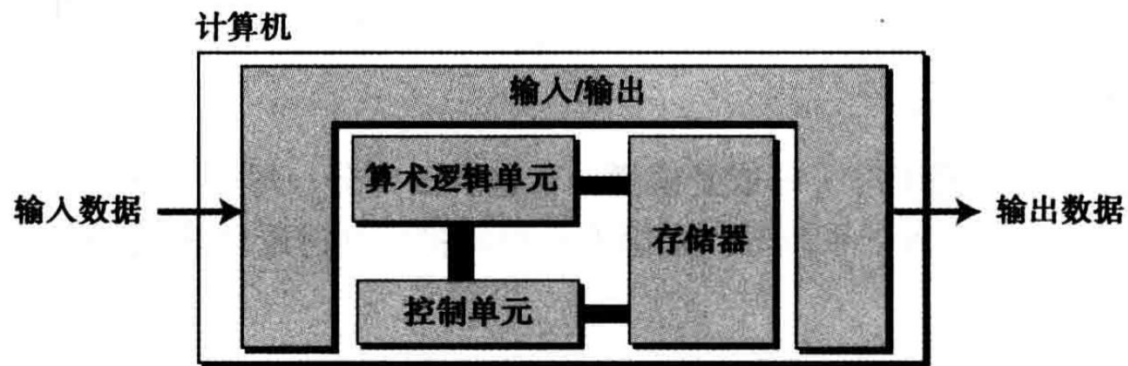 计算机
输入/输出
算术逻辑单元
输入数据
存储器
输出数据
控制单元